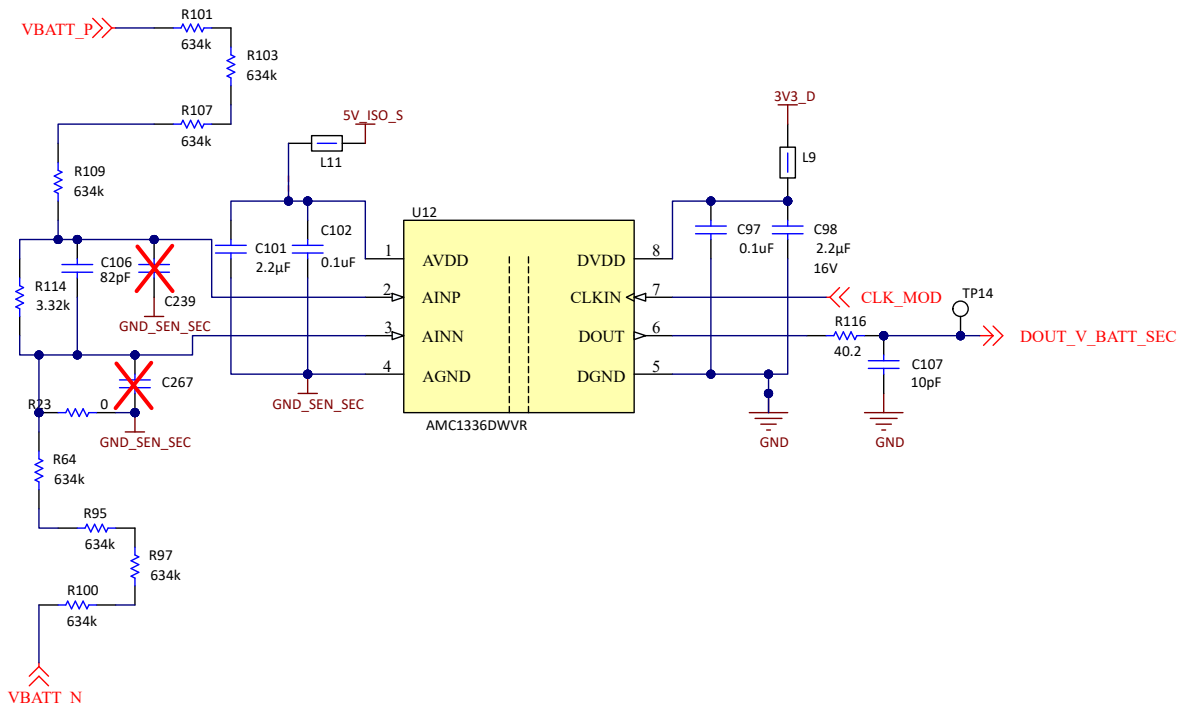 R101
VBATT_P
634k
R103
634k
R107
634k
3V3_D
5V_ISO_S
L11
L9
R109
634k
U12
C101
2.2µF
C102
0.1uF
C97
0.1uF
C98
2.2µF
16V
1
AVDD
DVDD
8
C106
82pF
R114
3.32k
C239
GND_SEN_SEC
2
AINP
CLKIN
7
CLK_MOD
TP14
3
AINN
DOUT
6
R116
40.2
DOUT_V_BATT_SEC
C107
10pF
4
AGND
DGND
5
C267
GND_SEN_SEC
R23
0
GND_SEN_SEC
AMC1336DWVR
GND
GND
R64
634k
R95
634k
R97
634k
R100
634k
VBATT_N